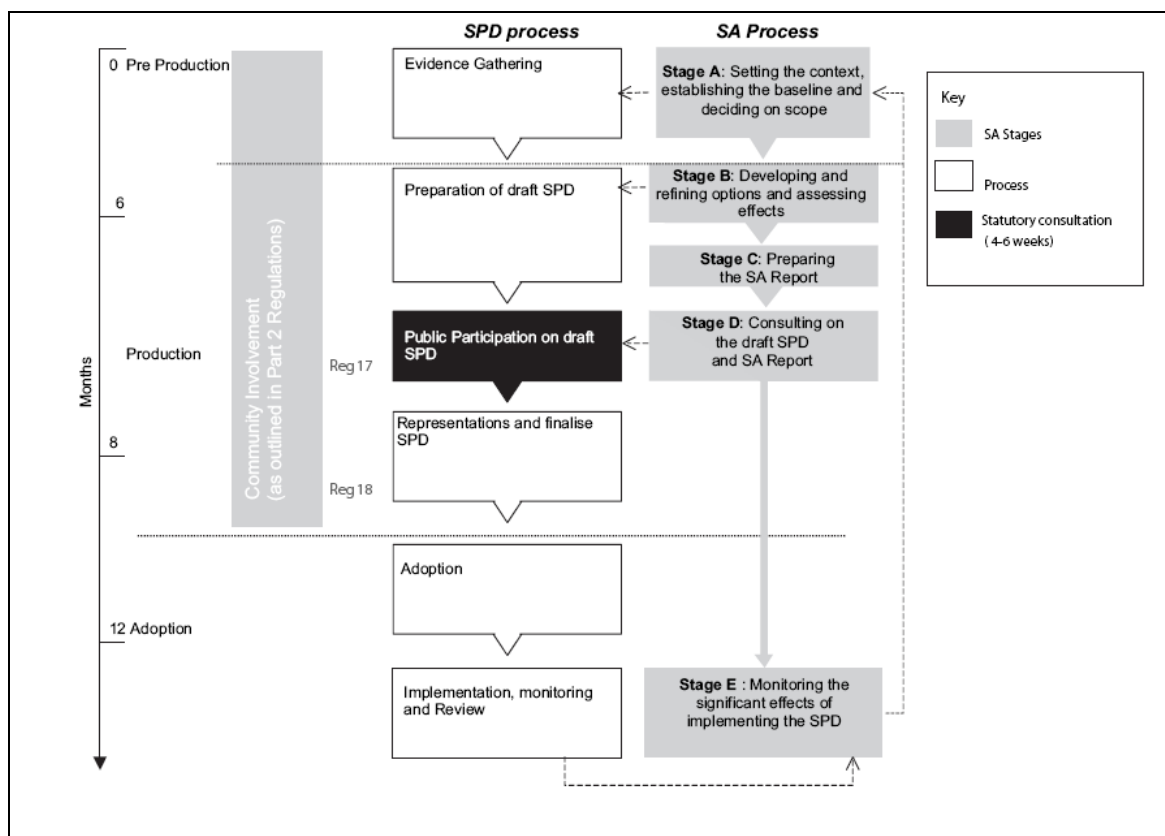 SPD process
SA Process
0 Pre Production
Evidence Gathering
Stage A: Setting the context,
establishing the baseline and
deciding on scope
Key
SA Stages
Process
Statutory consultation
( 4-6 weeks)
6
Preparation of draft SPD
Stage B: Developing and
refining options and assessing
effects
Stage C: Preparing
the SA Report
Community Involvement
(as outlined in Part 2 Regulations)
Months
Production
Reg 17
Public Participation on draft
SPD
Stage D: Consulting on
the draft SPD
and SA Report
8
Representations and finalise
SPD
Reg 18
Adoption
12 Adoption
Implementation, monitoring
and Review
Stage E : Monitoring the
significant effects of
implementing the SPD